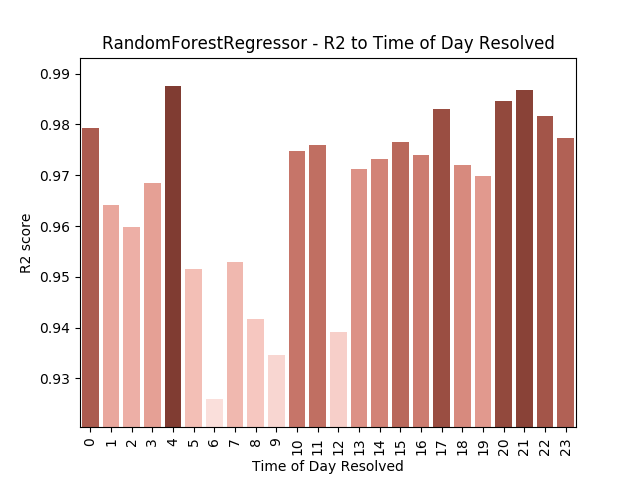 RandomForestRegressor - R2 to Time of Day Resolved
0.99
0.98
0.97
0.96
0.95
0.94
0.93
R2 score
0 1 2 3 4 5 6 7 8 9 10 11 12 13 14 15 16 17 18 19 20 21 22 23
Time of Day Resolved